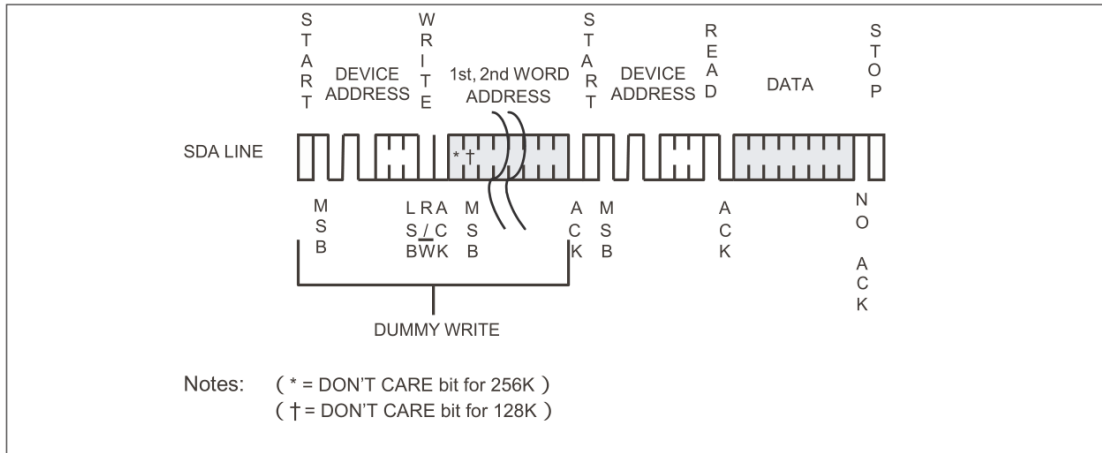 START
WRITE
START
READ
STOP
DEVICE
ADDRESS
1st, 2nd WORD
ADDRESS
DEVICE
ADDRESS
DATA
SDA LINE
* †
MSB
LSB
R/W
ACK
MSB
ACK
MSB
ACK
NO ACK
DUMMY WRITE
Notes: ( * = DON'T CARE bit for 256K )
( † = DON'T CARE bit for 128K )